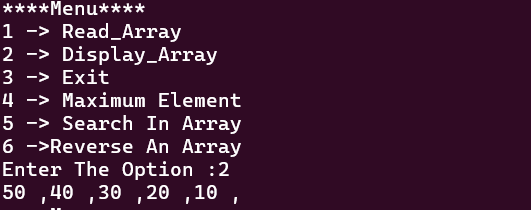 ****Menu****
1 -> Read_Array
2 -> Display_Array
3 -> Exit
4 -> Maximum Element
5 -> Search In Array
6 ->Reverse An Array
Enter The Option :2
50 ,40 ,30 ,20 ,10 ,